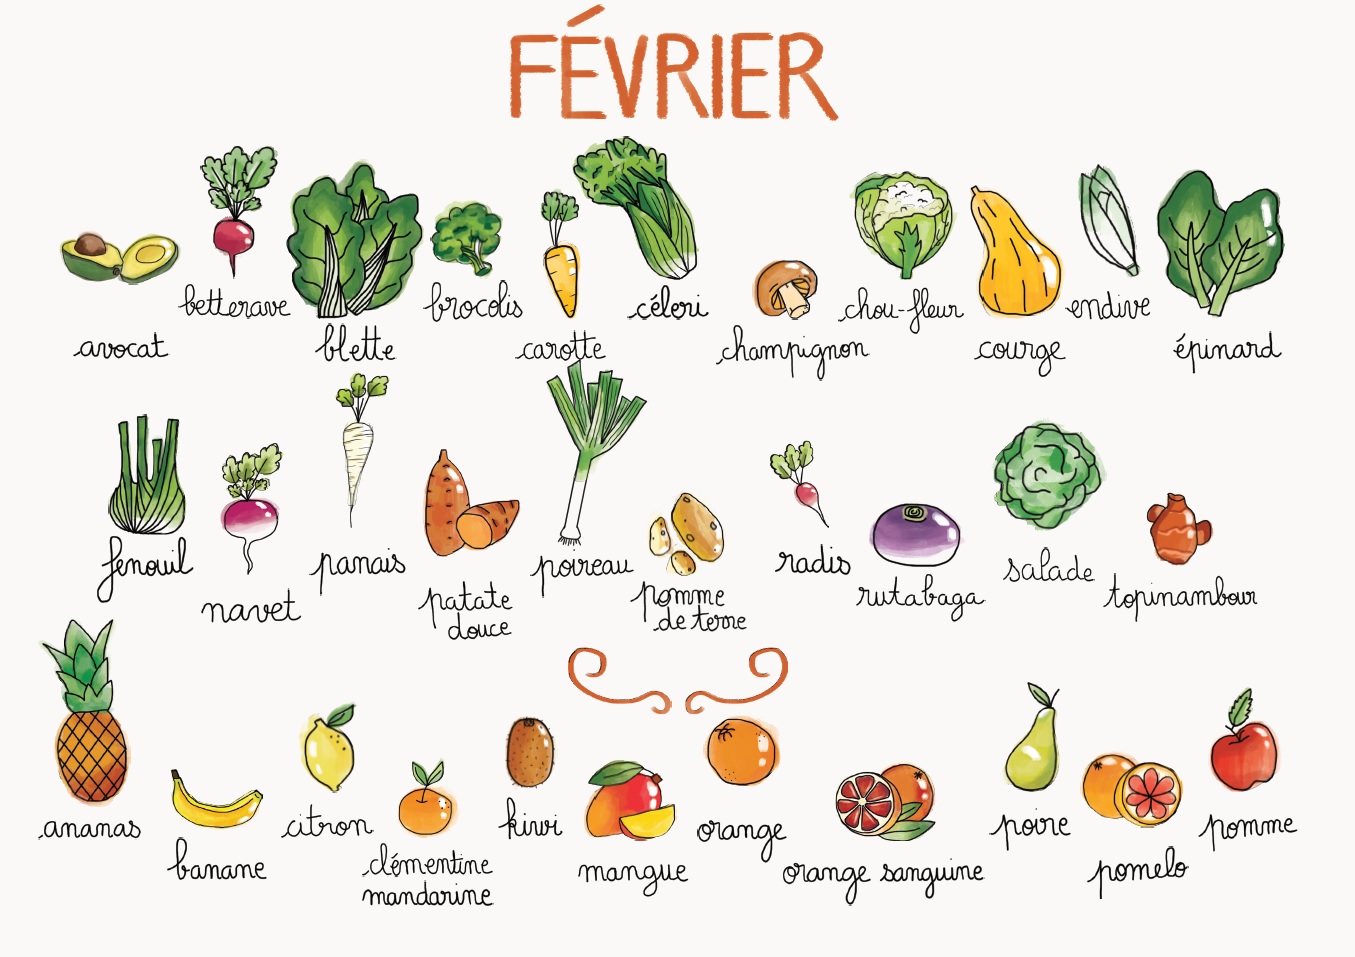 FÉVRIER
avocat
betterave
blette
brocolis
carotte
céleri
champignon
chou-fleur
courge
endive
épinard
fenouil
navet
panais
patate
douce
poireau
pomme
de terre
radis
rutabaga
salade
topinambour
ananas
banane
citron
clémentine
mandarine
kiwi
mangue
orange
orange sanguine
poire
pomelo
pomme